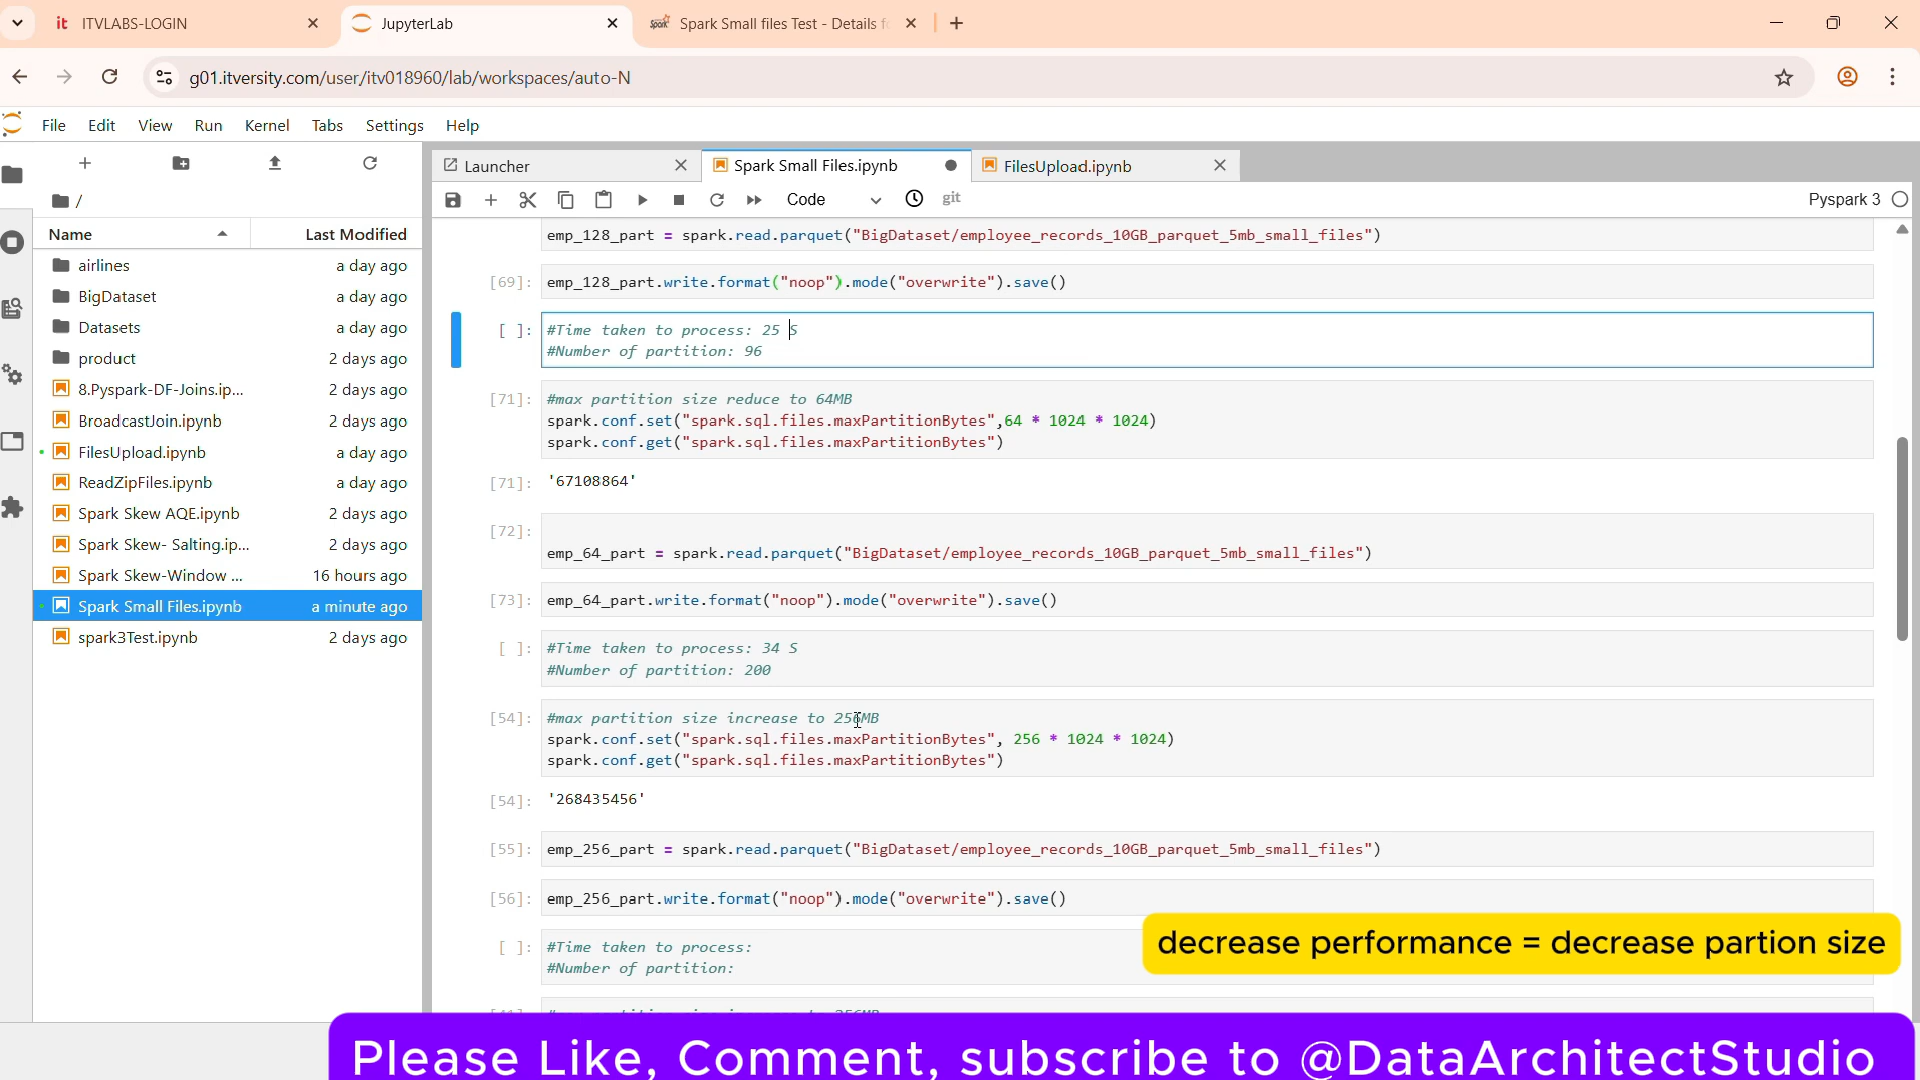 ITVLABS-LOGIN
JupyterLab
Spark Small files Test - Details f
g01.itversity.com/user/itv018960/lab/workspaces/auto-N
File Edit View Run Kernel Tabs Settings Help
Launcher
Spark Small Files.ipynb
FilesUpload.ipynb
/
Code
git
Pyspark 3
Name Last Modified
airlines a day ago
BigDataset a day ago
Datasets a day ago
product 2 days ago
8.Pyspark-DF-Joins.ip... 2 days ago
BroadcastJoin.ipynb 2 days ago
FilesUpload.ipynb a day ago
ReadZipFiles.ipynb a day ago
Spark Skew AQE.ipynb 2 days ago
Spark Skew- Salting.ip... 2 days ago
Spark Skew-Window ... 16 hours ago
Spark Small Files.ipynb a minute ago
spark3Test.ipynb 2 days ago
emp_128_part = spark.read.parquet("BigDataset/employee_records_10GB_parquet_5mb_small_files")
[69]: emp_128_part.write.format("noop").mode("overwrite").save()
[ ]: #Time taken to process: 25 S
#Number of partition: 96
[71]: #max partition size reduce to 64MB
spark.conf.set("spark.sql.files.maxPartitionBytes",64 * 1024 * 1024)
spark.conf.get("spark.sql.files.maxPartitionBytes")
[71]: '67108864'
[72]:
emp_64_part = spark.read.parquet("BigDataset/employee_records_10GB_parquet_5mb_small_files")
[73]: emp_64_part.write.format("noop").mode("overwrite").save()
[ ]: #Time taken to process: 34 S
#Number of partition: 200
[54]: #max partition size increase to 256MB
spark.conf.set("spark.sql.files.maxPartitionBytes", 256 * 1024 * 1024)
spark.conf.get("spark.sql.files.maxPartitionBytes")
[54]: '268435456'
[55]: emp_256_part = spark.read.parquet("BigDataset/employee_records_10GB_parquet_5mb_small_files")
[56]: emp_256_part.write.format("noop").mode("overwrite").save()
[ ]: #Time taken to process:
#Number of partition:
decrease performance = decrease partion size
Please Like, Comment, subscribe to @DataArchitectStudio